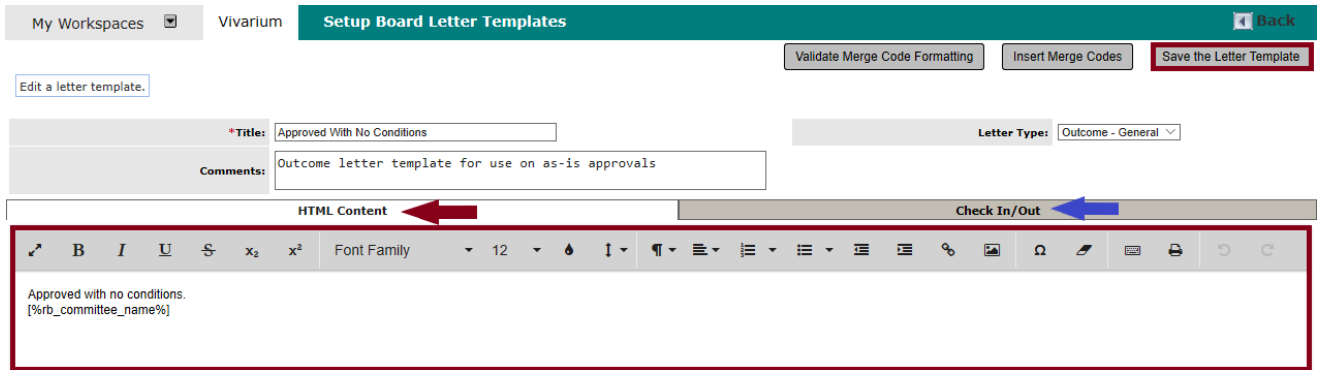 My Workspaces Vivarium Setup Board Letter Templates Back
Validate Merge Code Formatting Insert Merge Codes Save the Letter Template
Edit a letter template.
*Title: Approved With No Conditions Letter Type: Outcome - General
Comments: Outcome letter template for use on as-is approvals
HTML Content Check In/Out
B I U S x₂ x² Font Family 12 ¶ Ω
Approved with no conditions.
[%rb_committee_name%]